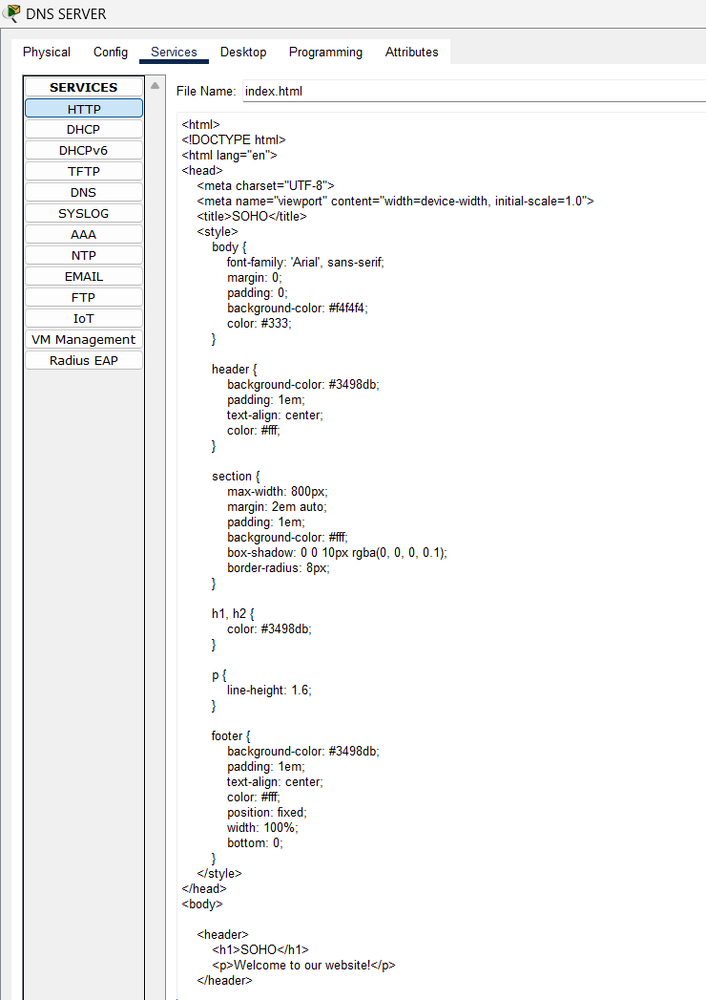 DNS SERVER
Physical Config Services Desktop Programming Attributes
SERVICES
HTTP
DHCP
DHCPv6
TFTP
DNS
SYSLOG
AAA
NTP
EMAIL
FTP
IoT
VM Management
Radius EAP
File Name: index.html
<html>
<!DOCTYPE html>
<html lang="en">
<head>
    <meta charset="UTF-8">
    <meta name="viewport" content="width=device-width, initial-scale=1.0">
    <title>SOHO</title>
    <style>
        body {
            font-family: 'Arial', sans-serif;
            margin: 0;
            padding: 0;
            background-color: #f4f4f4;
            color: #333;
        }

        header {
            background-color: #3498db;
            padding: 1em;
            text-align: center;
            color: #fff;
        }

        section {
            max-width: 800px;
            margin: 2em auto;
            padding: 1em;
            background-color: #fff;
            box-shadow: 0 0 10px rgba(0, 0, 0, 0.1);
            border-radius: 8px;
        }

        h1, h2 {
            color: #3498db;
        }

        p {
            line-height: 1.6;
        }

        footer {
            background-color: #3498db;
            padding: 1em;
            text-align: center;
            color: #fff;
            position: fixed;
            width: 100%;
            bottom: 0;
        }
    </style>
</head>
<body>

    <header>
        <h1>SOHO</h1>
        <p>Welcome to our website!</p>
    </header>